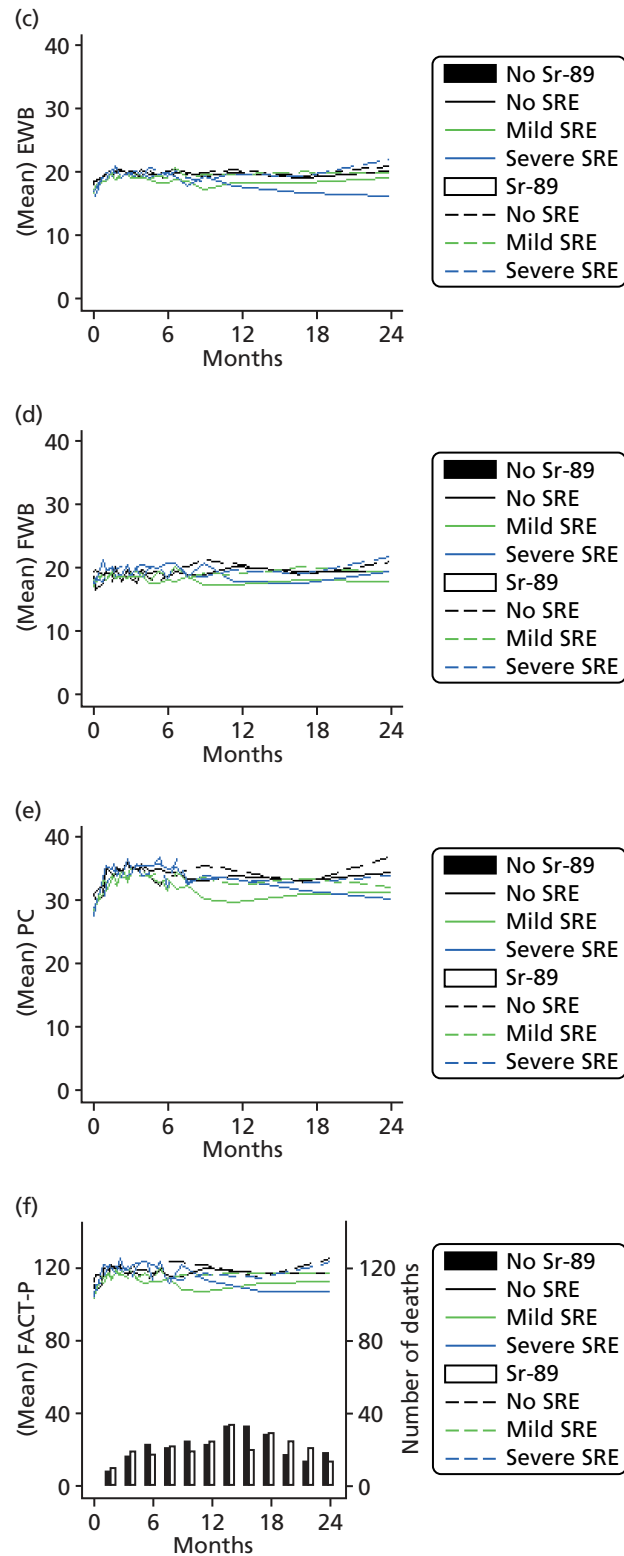 (c)
40
30
20
10
0
(Mean) EWB
0 6 12 18 24
Months
No Sr-89
No SRE
Mild SRE
Severe SRE
Sr-89
No SRE
Mild SRE
Severe SRE
(d)
40
30
20
10
0
(Mean) FWB
0 6 12 18 24
Months
No Sr-89
No SRE
Mild SRE
Severe SRE
Sr-89
No SRE
Mild SRE
Severe SRE
(e)
40
30
20
10
0
(Mean) PC
0 6 12 18 24
Months
No Sr-89
No SRE
Mild SRE
Severe SRE
Sr-89
No SRE
Mild SRE
Severe SRE
(f)
120
80
40
0
(Mean) FACT-P
120
80
40
0
Number of deaths
0 6 12 18 24
Months
No Sr-89
No SRE
Mild SRE
Severe SRE
Sr-89
No SRE
Mild SRE
Severe SRE